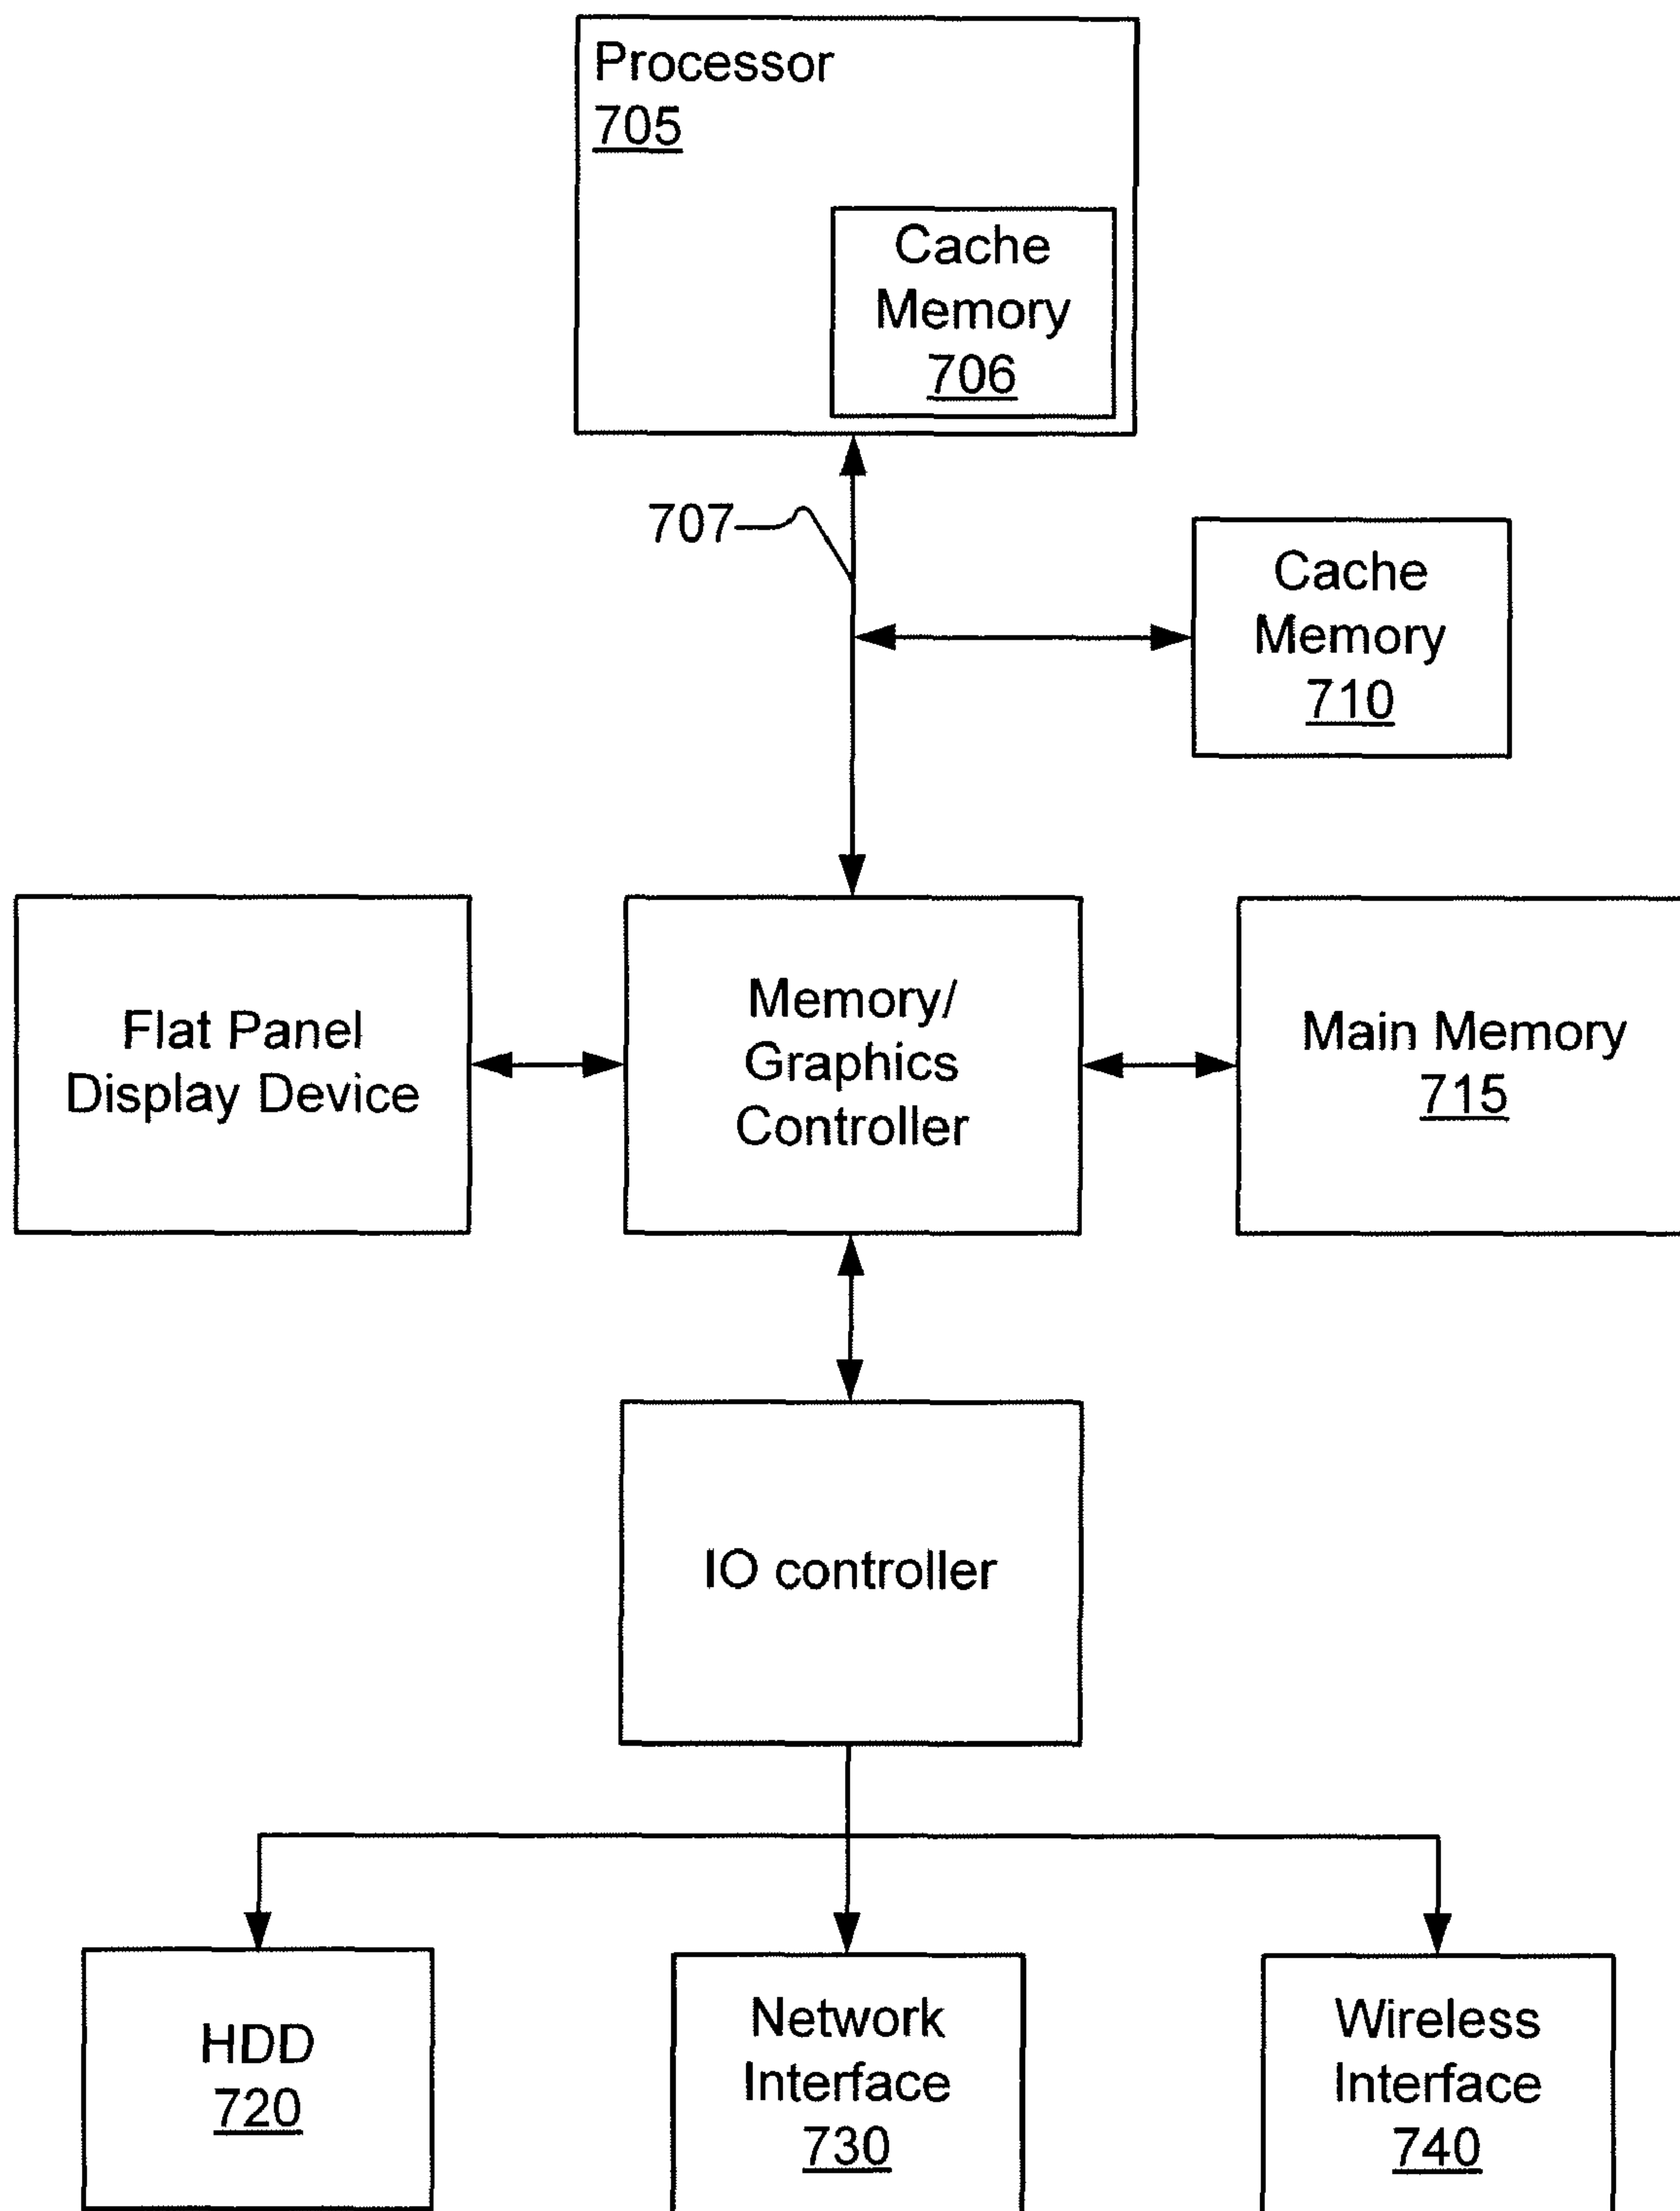 Processor
705
Cache
Memory
706
707
Cache
Memory
710
Flat Panel
Display Device
Memory/
Graphics
Controller
Main Memory
715
IO controller
HDD
720
Network
Interface
730
Wireless
Interface
740